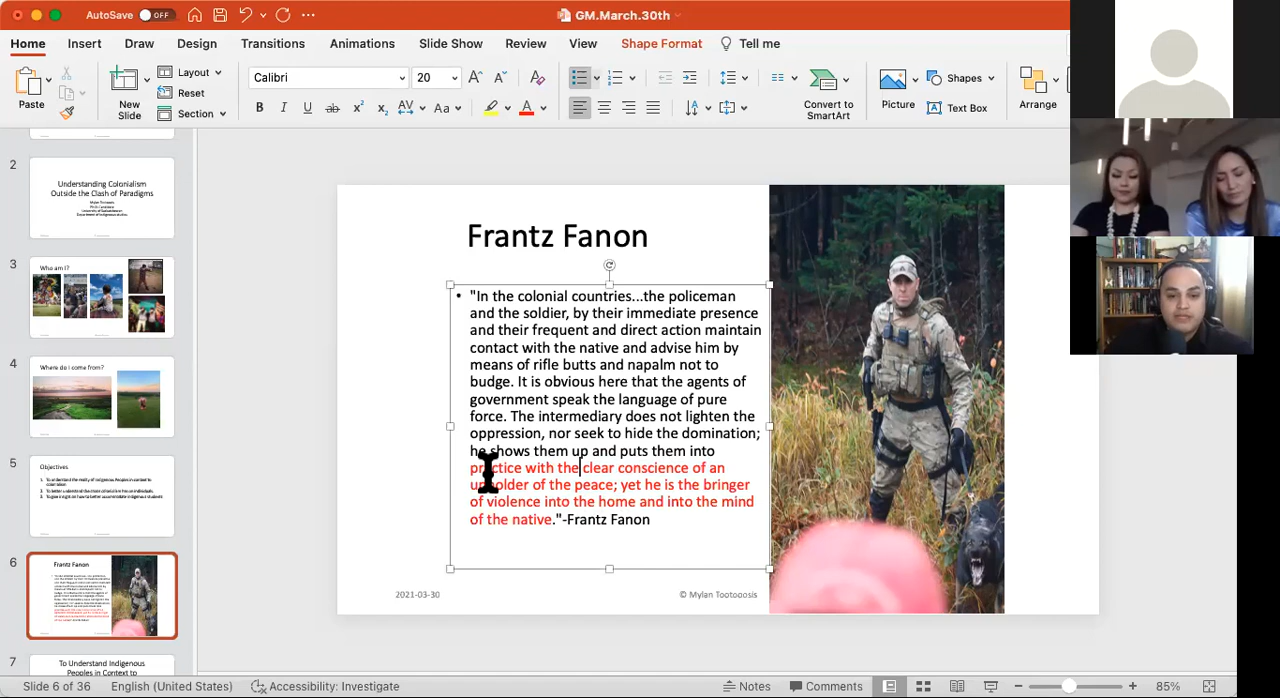 AutoSave OFF
GM.March.30th
Home Insert Draw Design Transitions Animations Slide Show Review View Shape Format Tell me
Paste
New Slide
Layout
Reset
Section
Calibri 20
Convert to SmartArt
Picture
Shapes
Text Box
Arrange
2
Understanding Colonialism
Outside the Clash of Paradigms
3
Who am I?
4
Where do I come from?
5
Objectives
6
Frantz Fanon
7
To Understand Indigenous
Peoples in Context to
Frantz Fanon
• "In the colonial countries...the policeman
and the soldier, by their immediate presence
and their frequent and direct action maintain
contact with the native and advise him by
means of rifle butts and napalm not to
budge. It is obvious here that the agents of
government speak the language of pure
force. The intermediary does not lighten the
oppression, nor seek to hide the domination;
he shows them up and puts them into
practice with the clear conscience of an
upholder of the peace; yet he is the bringer
of violence into the home and into the mind
of the native."-Frantz Fanon
2021-03-30
© Mylan Tootoosis
Slide 6 of 36 English (United States) Accessibility: Investigate Notes Comments 85%